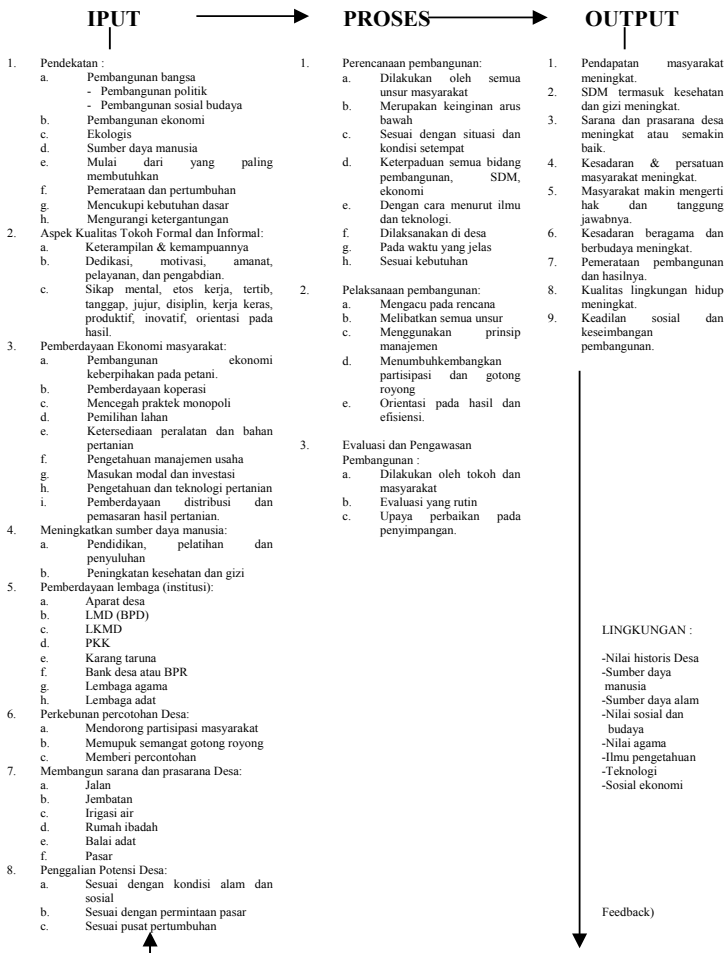 IPUT
PROSES
OUTPUT
1. Pendekatan :
a. Pembangunan bangsa
- Pembangunan politik
- Pembangunan sosial budaya
b. Pembangunan ekonomi
c. Ekologis
d. Sumber daya manusia
e. Mulai dari yang paling
membutuhkan
f. Pemerataan dan pertumbuhan
g. Mencukupi kebutuhan dasar
h. Mengurangi ketergantungan
2. Aspek Kualitas Tokoh Formal dan Informal:
a. Keterampilan & kemampuannya
b. Dedikasi, motivasi, amanat,
pelayanan, dan pengabdian.
c. Sikap mental, etos kerja, tertib,
tanggap, jujur, disiplin, kerja keras,
produktif, inovatif, orientasi pada
hasil.
3. Pemberdayaan Ekonomi masyarakat:
a. Pembangunan ekonomi
keberpihakan pada petani.
b. Pemberdayaan koperasi
c. Mencegah praktek monopoli
d. Pemilihan lahan
e. Ketersediaan peralatan dan bahan
pertanian
f. Pengetahuan manajemen usaha
g. Masukan modal dan investasi
h. Pengetahuan dan teknologi pertanian
i. Pemberdayaan distribusi dan
pemasaran hasil pertanian.
4. Meningkatkan sumber daya manusia:
a. Pendidikan, pelatihan dan
penyuluhan
b. Peningkatan kesehatan dan gizi
5. Pemberdayaan lembaga (institusi):
a. Aparat desa
b. LMD (BPD)
c. LKMD
d. PKK
e. Karang taruna
f. Bank desa atau BPR
g. Lembaga agama
h. Lembaga adat
6. Perkebunan percotohan Desa:
a. Mendorong partisipasi masyarakat
b. Memupuk semangat gotong royong
c. Memberi percontohan
7. Membangun sarana dan prasarana Desa:
a. Jalan
b. Jembatan
c. Irigasi air
d. Rumah ibadah
e. Balai adat
f. Pasar
8. Penggalian Potensi Desa:
a. Sesuai dengan kondisi alam dan
sosial
b. Sesuai dengan permintaan pasar
c. Sesuai pusat pertumbuhan
1. Perencanaan pembangunan:
a. Dilakukan oleh semua
unsur masyarakat
b. Merupakan keinginan arus
bawah
c. Sesuai dengan situasi dan
kondisi setempat
d. Keterpaduan semua bidang
pembangunan, SDM,
ekonomi
e. Dengan cara menurut ilmu
dan teknologi.
f. Dilaksanakan di desa
g. Pada waktu yang jelas
h. Sesuai kebutuhan
2. Pelaksanaan pembangunan:
a. Mengacu pada rencana
b. Melibatkan semua unsur
c. Menggunakan prinsip
manajemen
d. Menumbuhkembangkan
partisipasi dan gotong
royong
e. Orientasi pada hasil dan
efisiensi.
3. Evaluasi dan Pengawasan
Pembangunan :
a. Dilakukan oleh tokoh dan
masyarakat
b. Evaluasi yang rutin
c. Upaya perbaikan pada
penyimpangan.
1. Pendapatan masyarakat
meningkat.
2. SDM termasuk kesehatan
dan gizi meningkat.
3. Sarana dan prasarana desa
meningkat atau semakin
baik.
4. Kesadaran & persatuan
masyarakat meningkat.
5. Masyarakat makin mengerti
hak dan tanggung
jawabnya.
6. Kesadaran beragama dan
berbudaya meningkat.
7. Pemerataan pembangunan
dan hasilnya.
8. Kualitas lingkungan hidup
meningkat.
9. Keadilan sosial dan
keseimbangan
pembangunan.
LINGKUNGAN :
-Nilai historis Desa
-Sumber daya
manusia
-Sumber daya alam
-Nilai sosial dan
budaya
-Nilai agama
-Ilmu pengetahuan
-Teknologi
-Sosial ekonomi
Feedback)